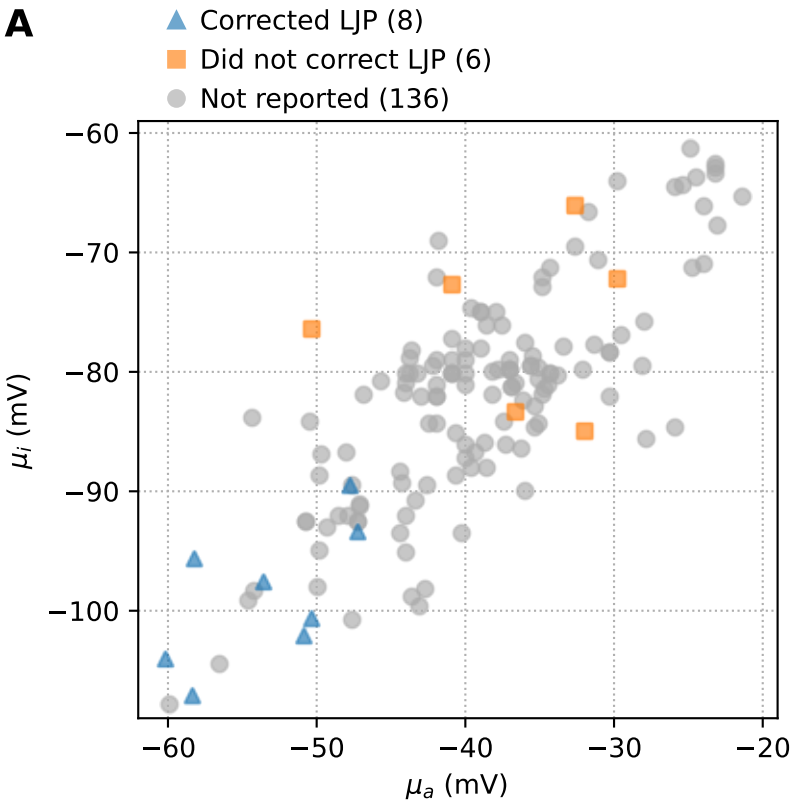 A
Corrected LJP (8)
Did not correct LJP (6)
Not reported (136)
−60
−70
−80
−90
−100
μi (mV)
−60 −50 −40 −30 −20
μa (mV)